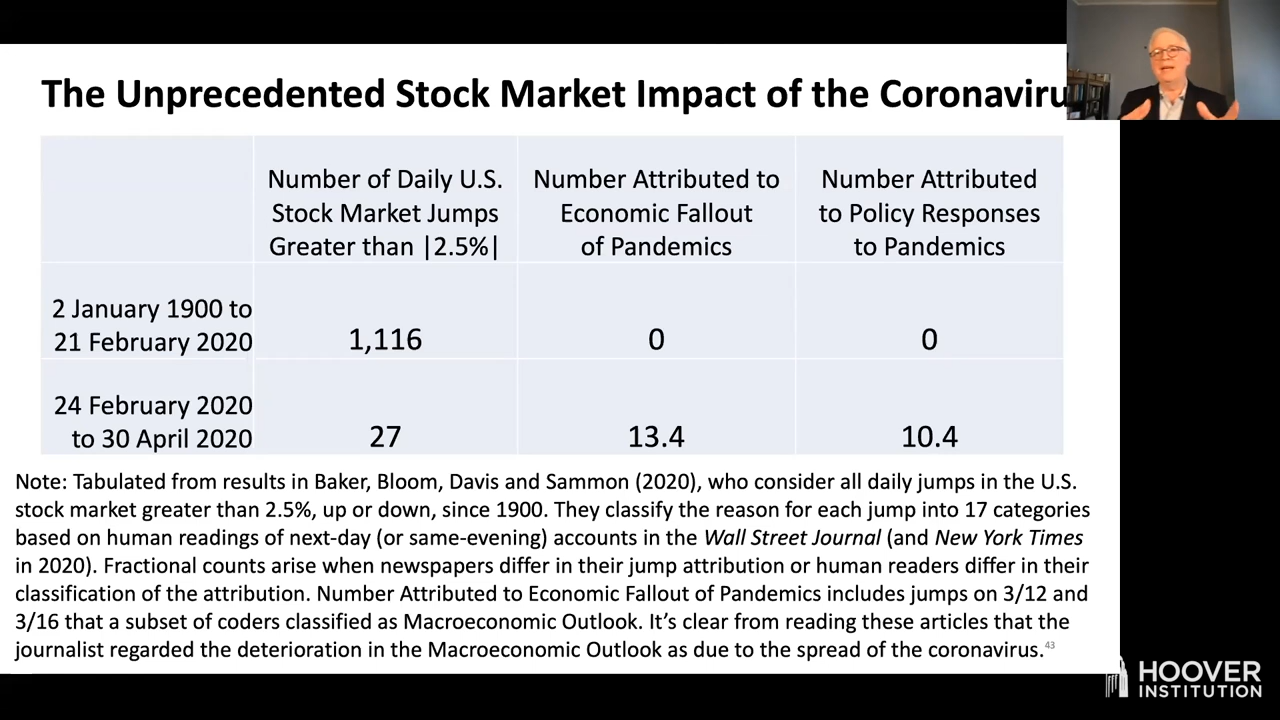 The Unprecedented Stock Market Impact of the Coronaviru
Number of Daily U.S.
Stock Market Jumps
Greater than |2.5%|
Number Attributed to
Economic Fallout
of Pandemics
Number Attributed
to Policy Responses
to Pandemics
2 January 1900 to
21 February 2020
1,116
0
0
24 February 2020
to 30 April 2020
27
13.4
10.4
Note: Tabulated from results in Baker, Bloom, Davis and Sammon (2020), who consider all daily jumps in the U.S.
stock market greater than 2.5%, up or down, since 1900. They classify the reason for each jump into 17 categories
based on human readings of next-day (or same-evening) accounts in the Wall Street Journal (and New York Times
in 2020). Fractional counts arise when newspapers differ in their jump attribution or human readers differ in their
classification of the attribution. Number Attributed to Economic Fallout of Pandemics includes jumps on 3/12 and
3/16 that a subset of coders classified as Macroeconomic Outlook. It's clear from reading these articles that the
journalist regarded the deterioration in the Macroeconomic Outlook as due to the spread of the coronavirus.43
HOOVER
INSTITUTION